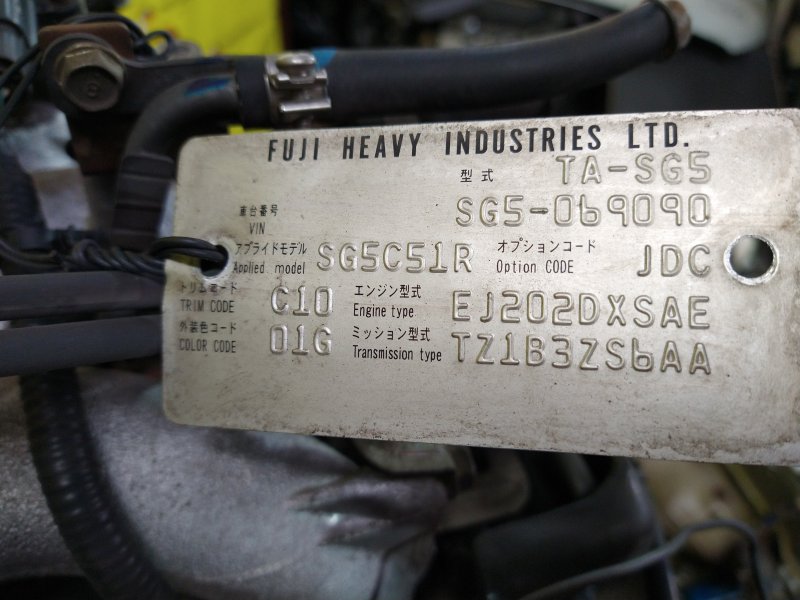 FUJI HEAVY INDUSTRIES LTD.
型式 TA-SG5
車台番号 VIN SG5-069090
アプライドモデル Applied model SG5C51R オプションコード Option CODE JDC
トリムコード TRIM CODE C10 エンジン型式 Engine type EJ202DXSAE
外装色コード COLOR CODE 01G ミッション型式 Transmission type TZ1B3ZS6AA